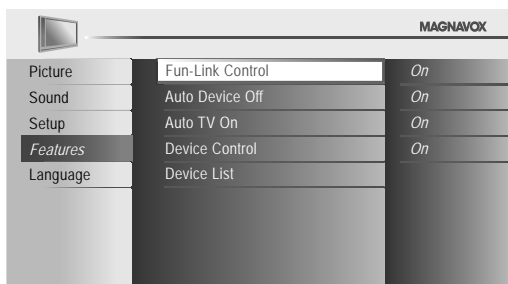 MAGNAVOX
Picture Fun-Link Control On
Sound Auto Device Off On
Setup Auto TV On On
Features Device Control On
Language Device List